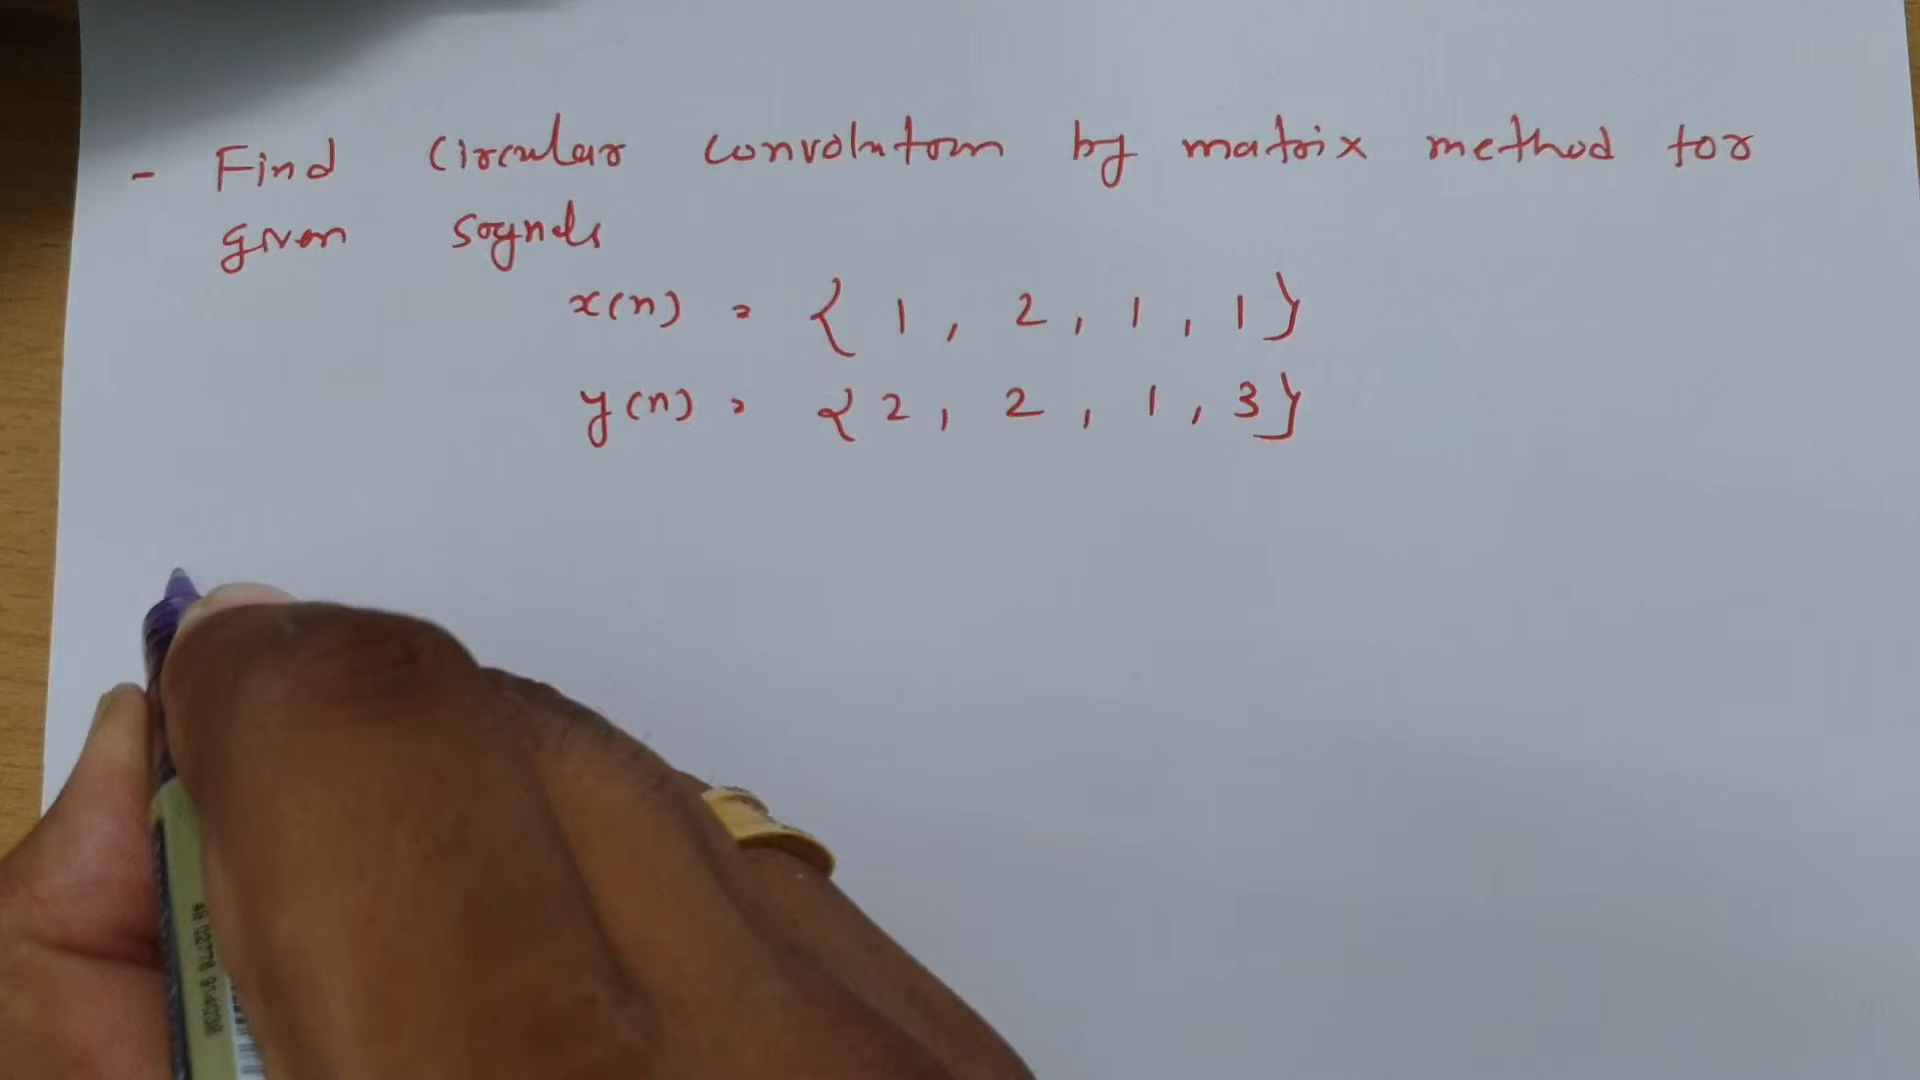 - Find circular convolution by matrix method for
given signals
x(n) = { 1 , 2 , 1 , 1 }
y(n) = { 2 , 2 , 1 , 3 }